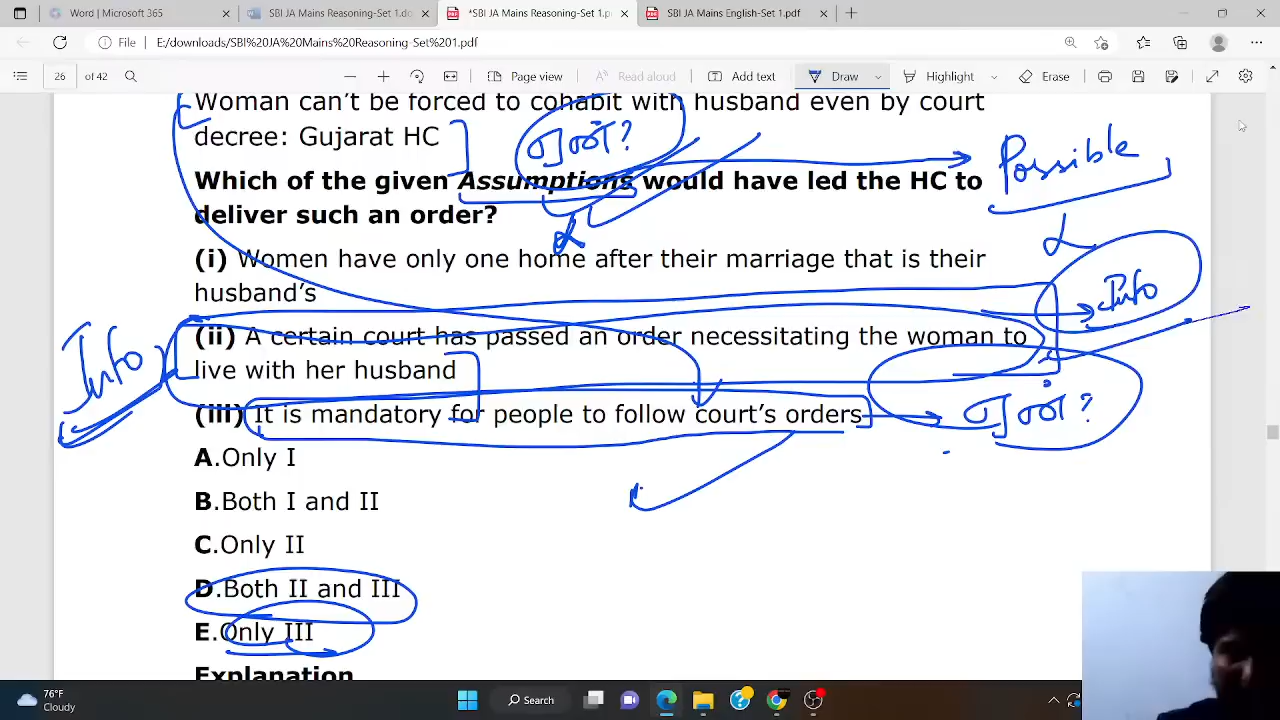 Word | Microsoft 365
SBI JA Mains Reasoning-Set 1.do
*SBI JA Mains Reasoning-Set 1.p
SBI JA Mains English-Set 1.pdf
File
E:/downloads/SBI%20JA%20Mains%20Reasoning-Set%201.pdf
26 of 42
Page view
Read aloud
Add text
Draw
Highlight
Erase
Woman can't be forced to cohabit with husband even by court
decree: Gujarat HC
Which of the given Assumptions would have led the HC to
deliver such an order?
Possible
(i) Women have only one home after their marriage that is their
husband's
Info
(ii) A certain court has passed an order necessitating the woman to
live with her husband
Info
(iii) It is mandatory for people to follow court's orders
A.Only I
B.Both I and II
C.Only II
D.Both II and III
E.Only III
Explanation
76°F
Cloudy
Search